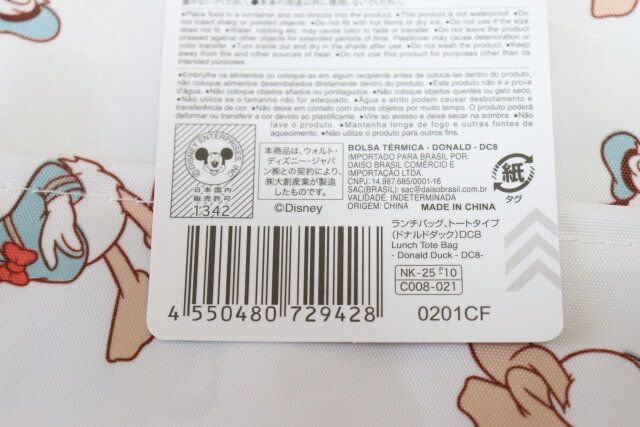 •Place food in a container and not directly into the product. •This product is not waterproof. •Do
not insert sharp or pointed objects. •Do not fill with hot items or dry ice. •Do not use if the size
does not fit. •Water, rubbing etc. may cause color to fade or transfer. •Do not leave the product
pressed against other objects for extended periods of time. Plasticizer may cause deterioration or
color transfer. •Turn inside out and dry in the shade after use. •Do not wash the product. •Keep
away from fire and other sources of heat. •Do not use this product for purposes other than its
intended purposes.
•Embrulhe os alimentos ou coloque-as em algum recipiente antes de colocá-las dentro do produto,
não coloque alimentos desembalados diretamente dentro do produto. •Este produto não é a prova
d'água. •Não coloque objetos afiados ou pontiagudos. •Não coloque objetos quentes ou gelo seco.
•Não utilize se o tamanho não for adequado. •Água e atrito podem causar desbotamento e
transferência de cor. •Não deixe em contato com outros objetos por muito tempo. O produto poderá
deformar ou transferir a cor devido ao plastificante. •Vire ao avesso e deixe secar na sombra. •Não
lave o produto. •Mantenha longe de fogo e outras fontes de
aquecimento. •Não utilize o produto para outros fins.
©DISNEY ENTERPRISES, INC.
日本国内
販売許可
1342
本商品は、ウォルト・
ディズニー・ジャパ
ン㈱との契約により、
㈱大創産業が製造
したものです。
©Disney
BOLSA TÉRMICA - DONALD - DC8
IMPORTADO PARA BRASIL POR:
DAISO BRASIL COMÉRCIO E
IMPORTAÇÃO LTDA.
CNPJ: 14.987.685/0001-16
SAC(BRASIL): sac@daisobrasil.com.br
VALIDADE: INDETERMINADA
ORIGEM: CHINA MADE IN CHINA
紙
タグ
ランチバッグ、トートタイプ
(ドナルドダック)DC8
Lunch Tote Bag
- Donald Duck - DC8-
NK-25 P10
C008-021
4 550480 729428
0201CF